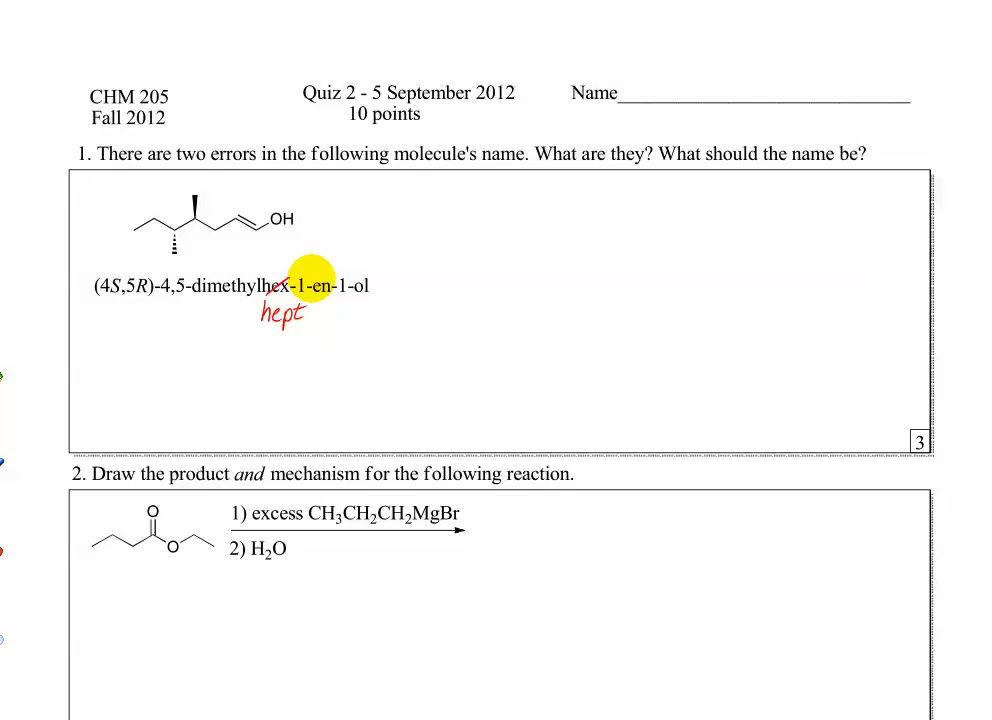 CHM 205
Fall 2012
Quiz 2 - 5 September 2012
10 points
Name______________________________
1. There are two errors in the following molecule's name. What are they? What should the name be?
OH
(4S,5R)-4,5-dimethylhex-1-en-1-ol
hept
3
2. Draw the product and mechanism for the following reaction.
O
O
1) excess CH₃CH₂CH₂MgBr
2) H₂O